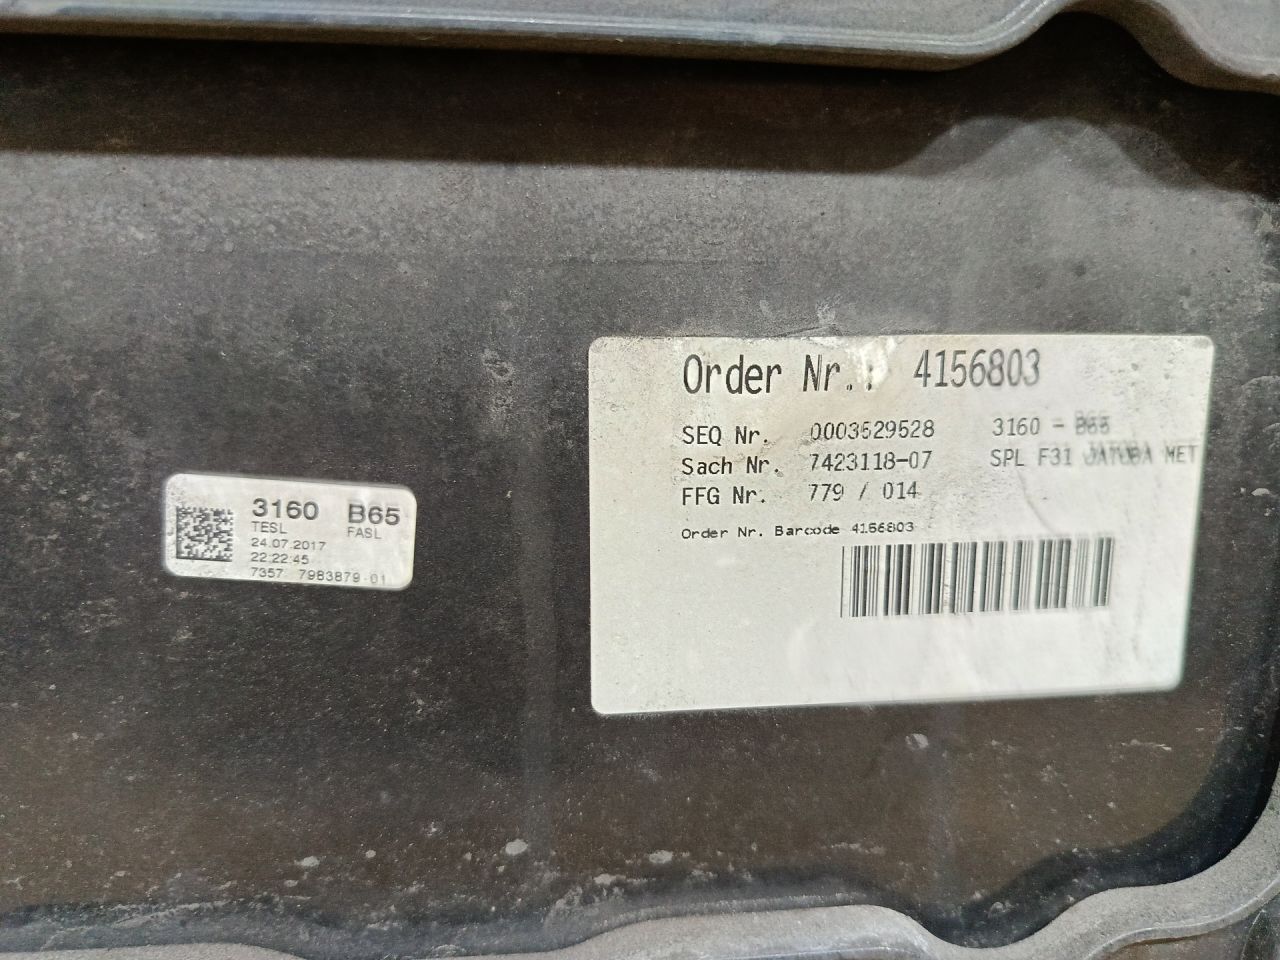 3160 B65
TESL FASL
24.07.2017
22:22:45
7357 7983879-01
Order Nr.: 4156803
SEQ Nr. 0003529528 3160 - B65
Sach Nr. 7423118-07 SPL F31 JATOBA MET
FFG Nr. 779 / 014
Order Nr. Barcode 4156803